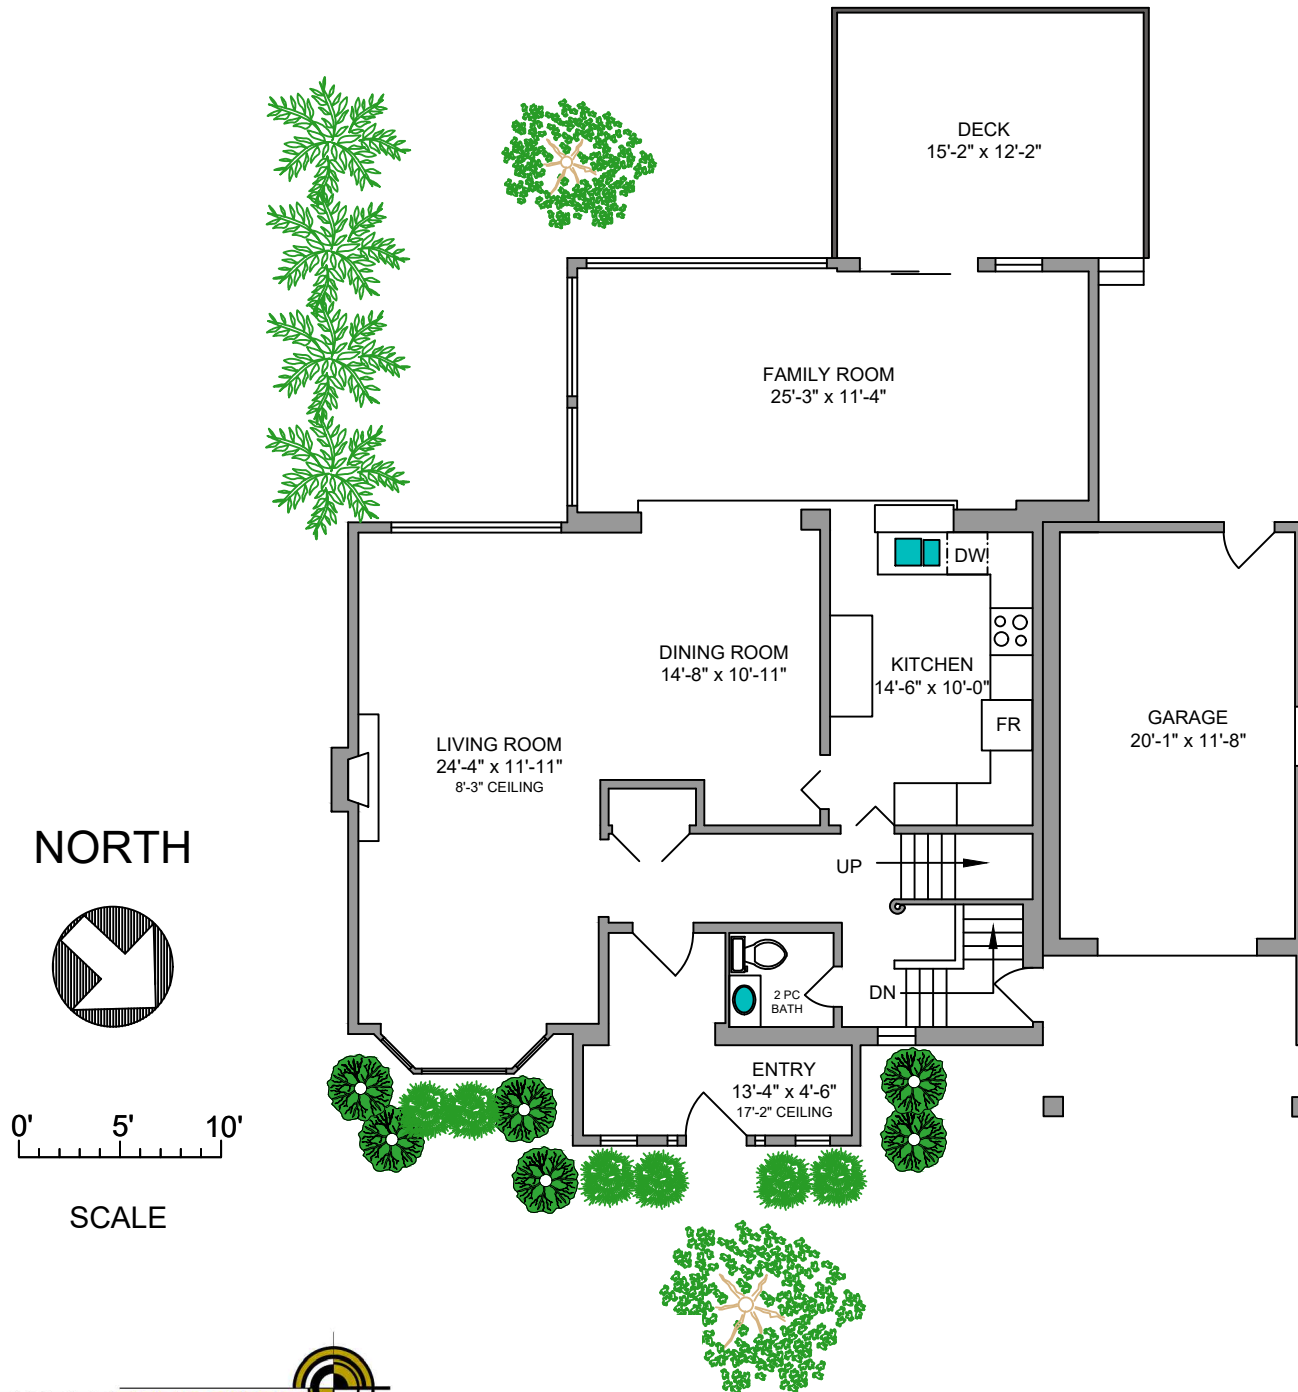 DECK
15'-2" x 12'-2"
FAMILY ROOM
25'-3" x 11'-4"
DW
DINING ROOM
14'-8" x 10'-11"
KITCHEN
14'-6" x 10'-0"
FR
GARAGE
20'-1" x 11'-8"
LIVING ROOM
24'-4" x 11'-11"
8'-3" CEILING
NORTH
UP
DN
2 PC
BATH
ENTRY
13'-4" x 4'-6"
17'-2" CEILING
0' 5' 10'
SCALE